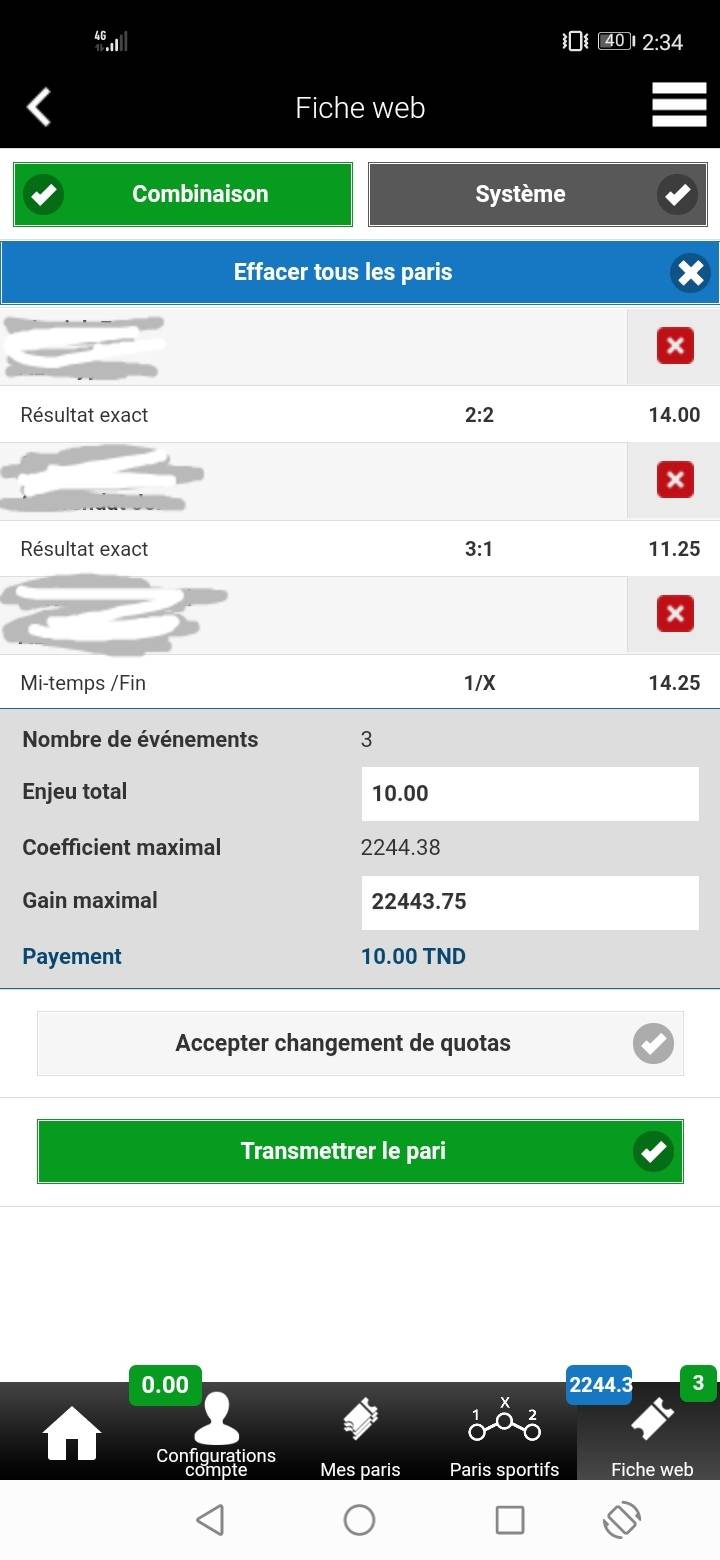 4G 40 2:34
Fiche web
Combinaison Système
Effacer tous les paris
Résultat exact 2:2 14.00
Résultat exact 3:1 11.25
Mi-temps /Fin 1/X 14.25
Nombre de événements 3
Enjeu total 10.00
Coefficient maximal 2244.38
Gain maximal 22443.75
Payement 10.00 TND
Accepter changement de quotas
Transmettrer le pari
0.00 2244.3 3
1 X 2
Configurations compte Mes paris Paris sportifs Fiche web